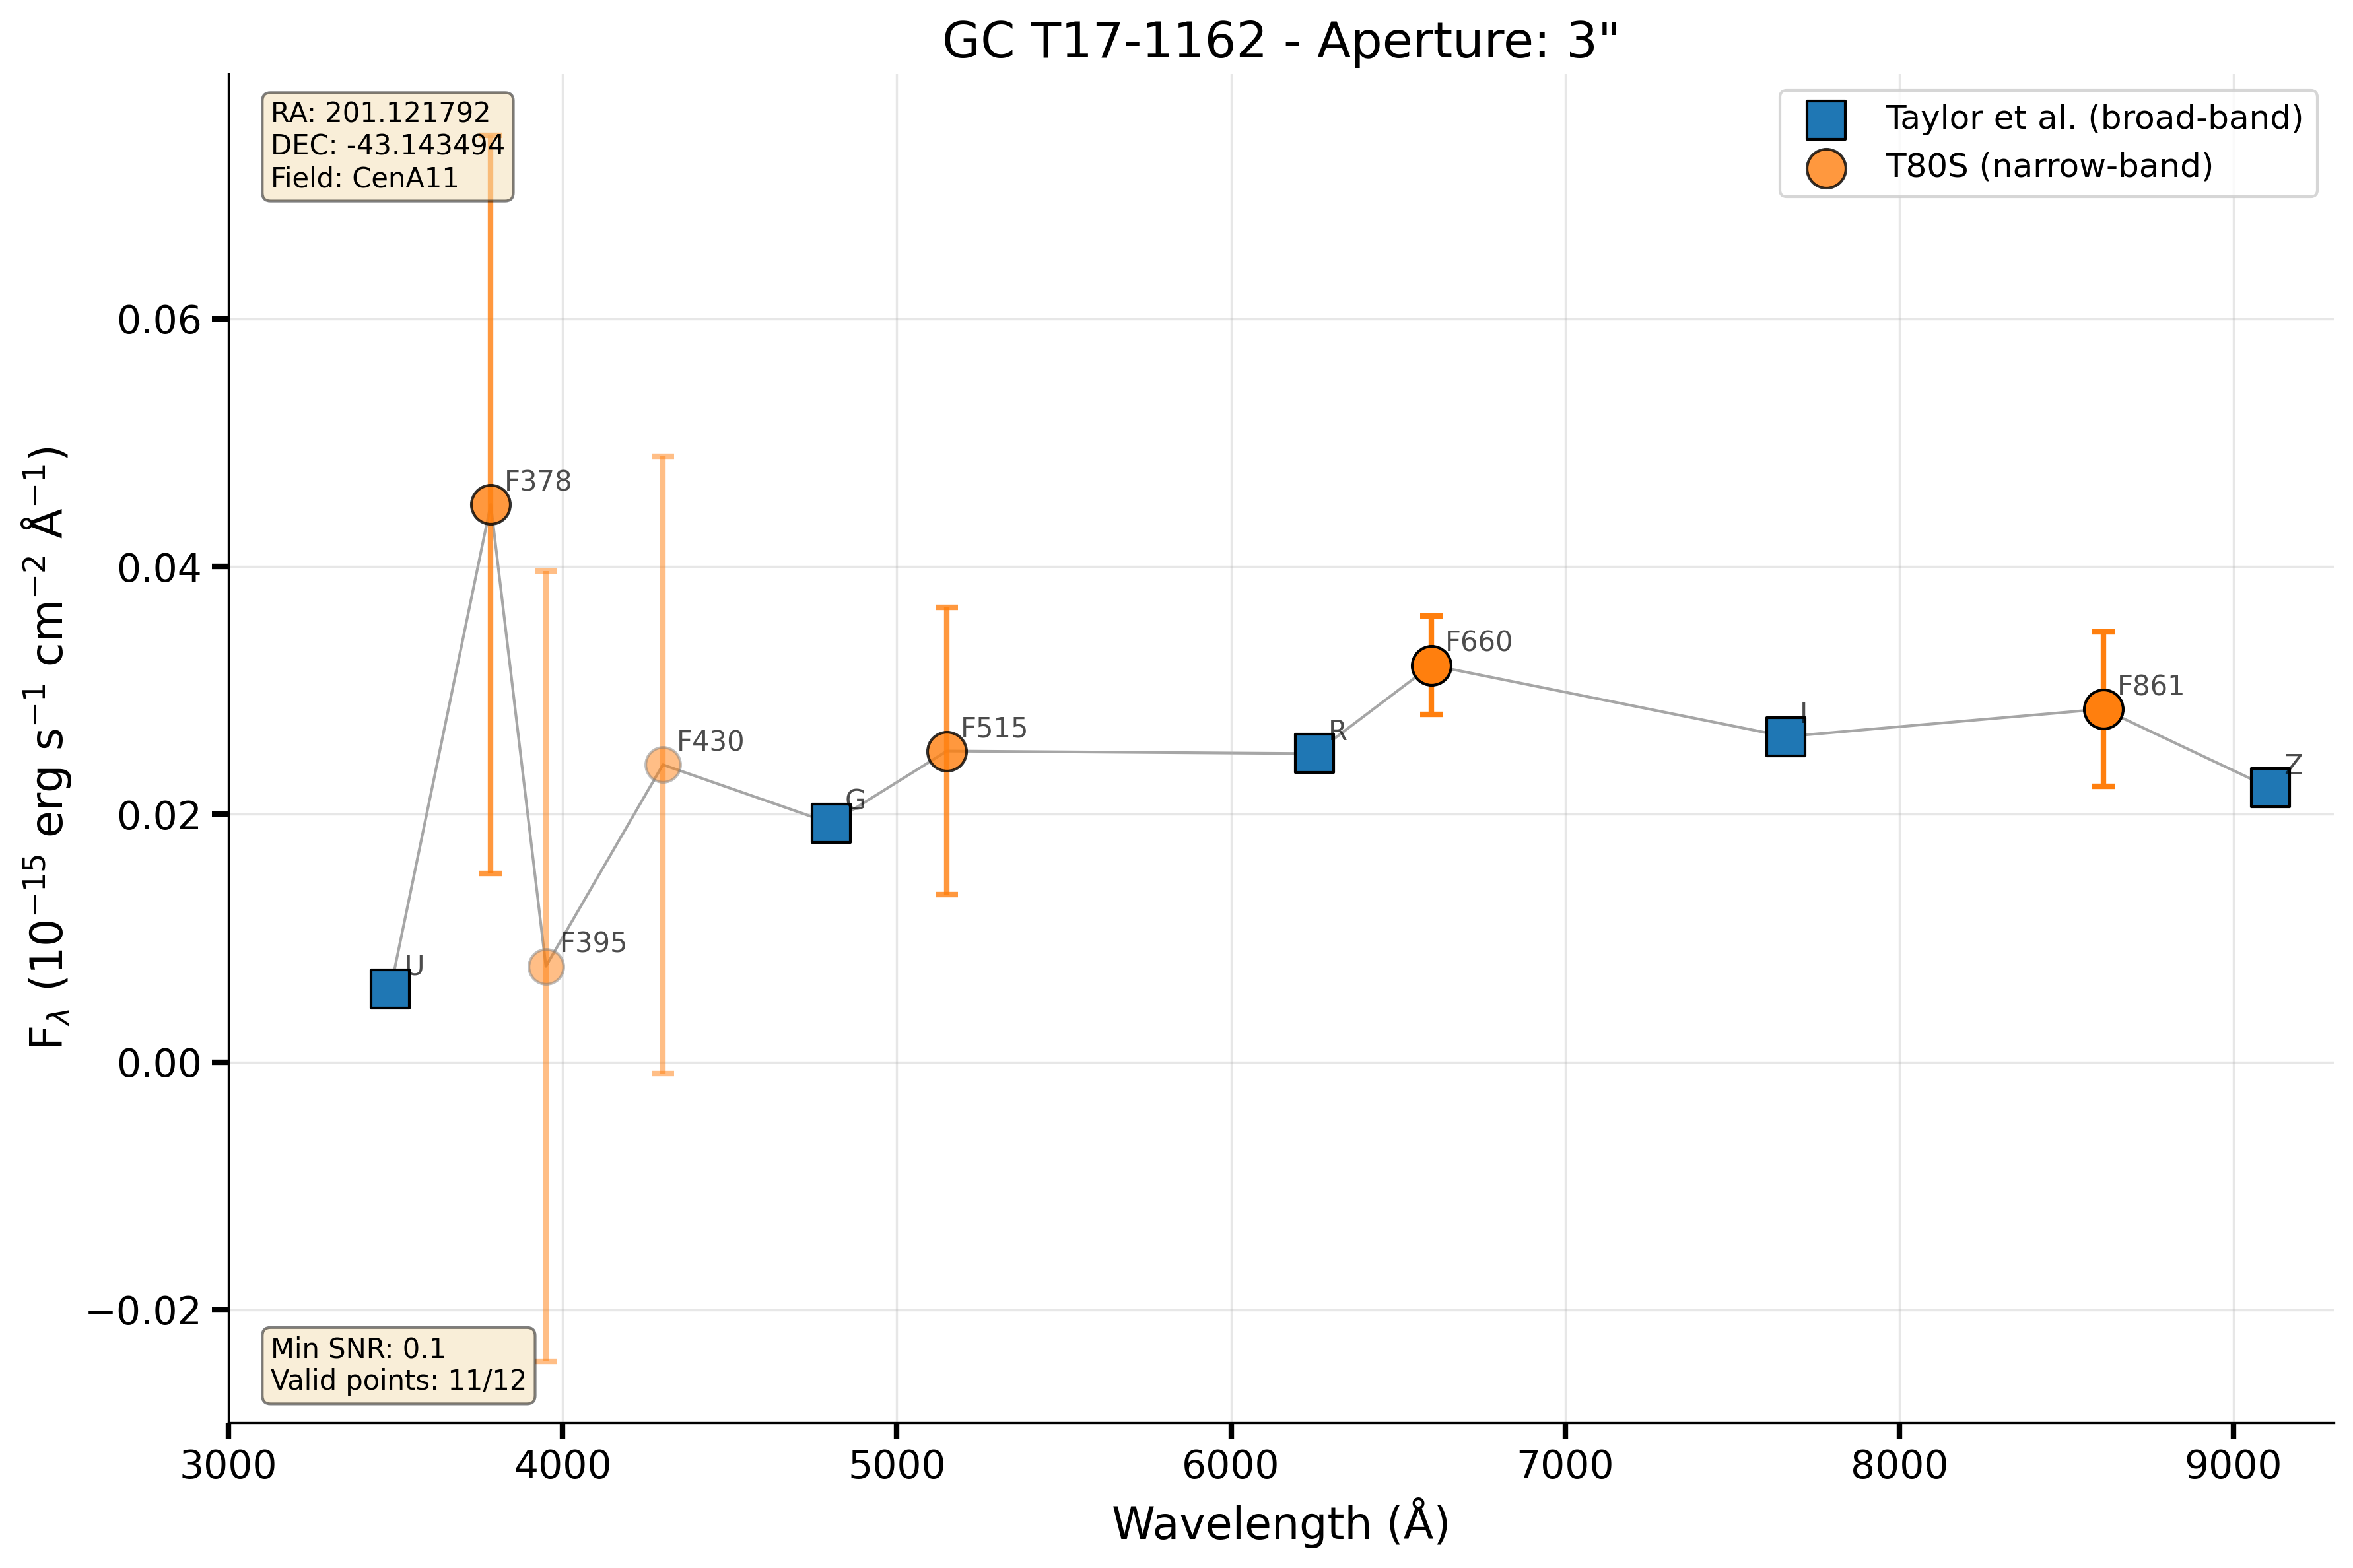 GC T17-1162 - Aperture: 3"
RA: 201.121792
DEC: -43.143494
Field: CenA11
Taylor et al. (broad-band)
T80S (narrow-band)
F_λ (10⁻¹⁵ erg s⁻¹ cm⁻² Å⁻¹)
0.06
0.04
0.02
0.00
−0.02
U
F378
F395
F430
G
F515
R
F660
I
F861
Z
Min SNR: 0.1
Valid points: 11/12
3000
4000
5000
6000
7000
8000
9000
Wavelength (Å)